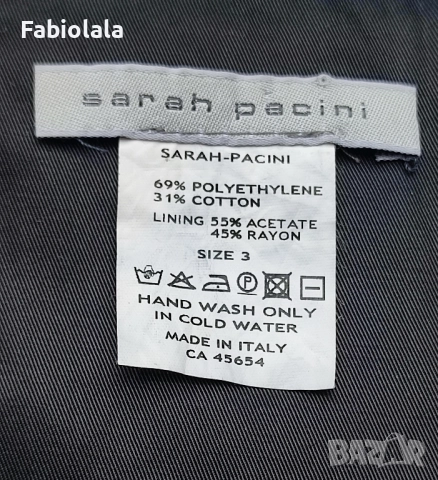 Fabiolala
sarah pacini
SARAH-PACINI
69% POLYETHYLENE
31% COTTON
LINING 55% ACETATE
45% RAYON
SIZE 3
P
HAND WASH ONLY
IN COLD WATER
MADE IN ITALY
CA 45654
BAZAR